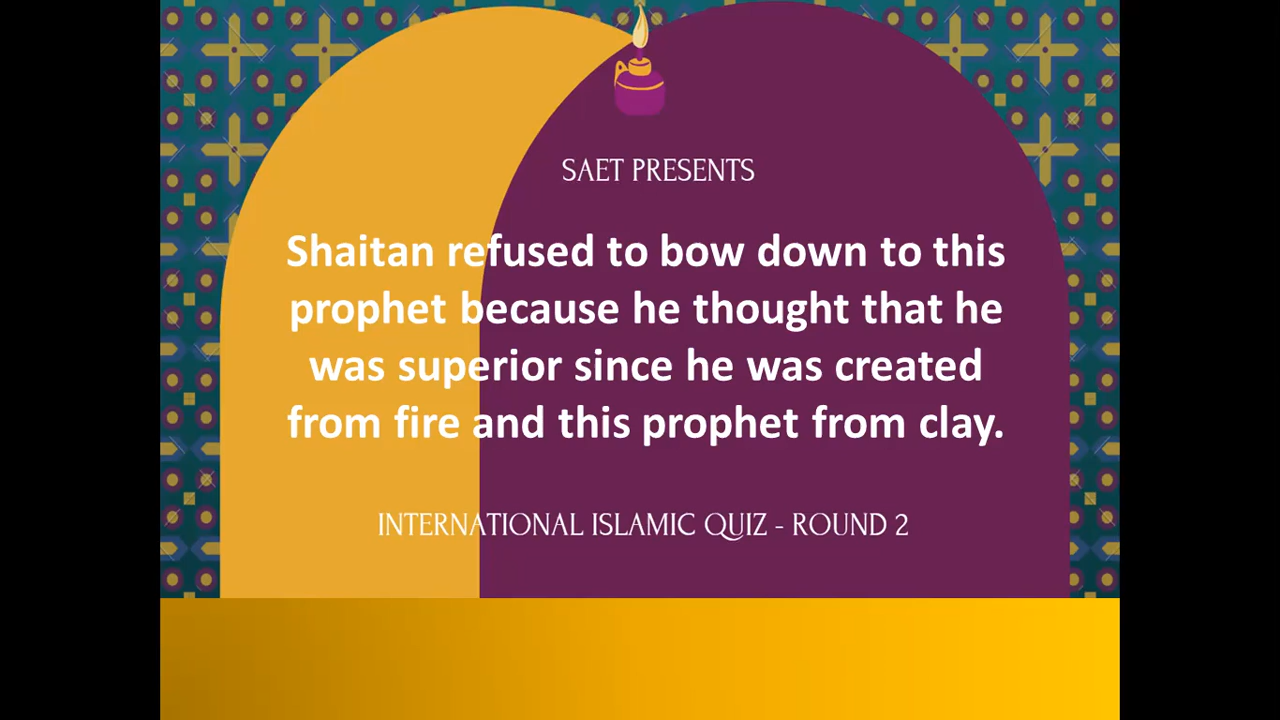 SAET PRESENTS
Shaitan refused to bow down to this
prophet because he thought that he
was superior since he was created
from fire and this prophet from clay.
INTERNATIONAL ISLAMIC QUIZ - ROUND 2